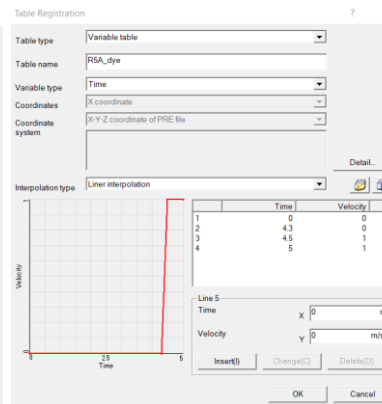 Table Registration ?
Table type Variable table
Table name R5A_dye
Variable type Time
Coordinates X coordinate
Coordinate system X-Y-Z coordinate of PRE file
Detail...
Interpolation type Liner interpolation
Time Velocity
1 0 0
2 4.3 0
3 4.5 1
4 5 1
1
Velocity
0
0 2.5 5
Time
Line 5
Time X 0
Velocity Y 0 m/s
Insert(I) Change(C) Delete(D)
OK Cancel